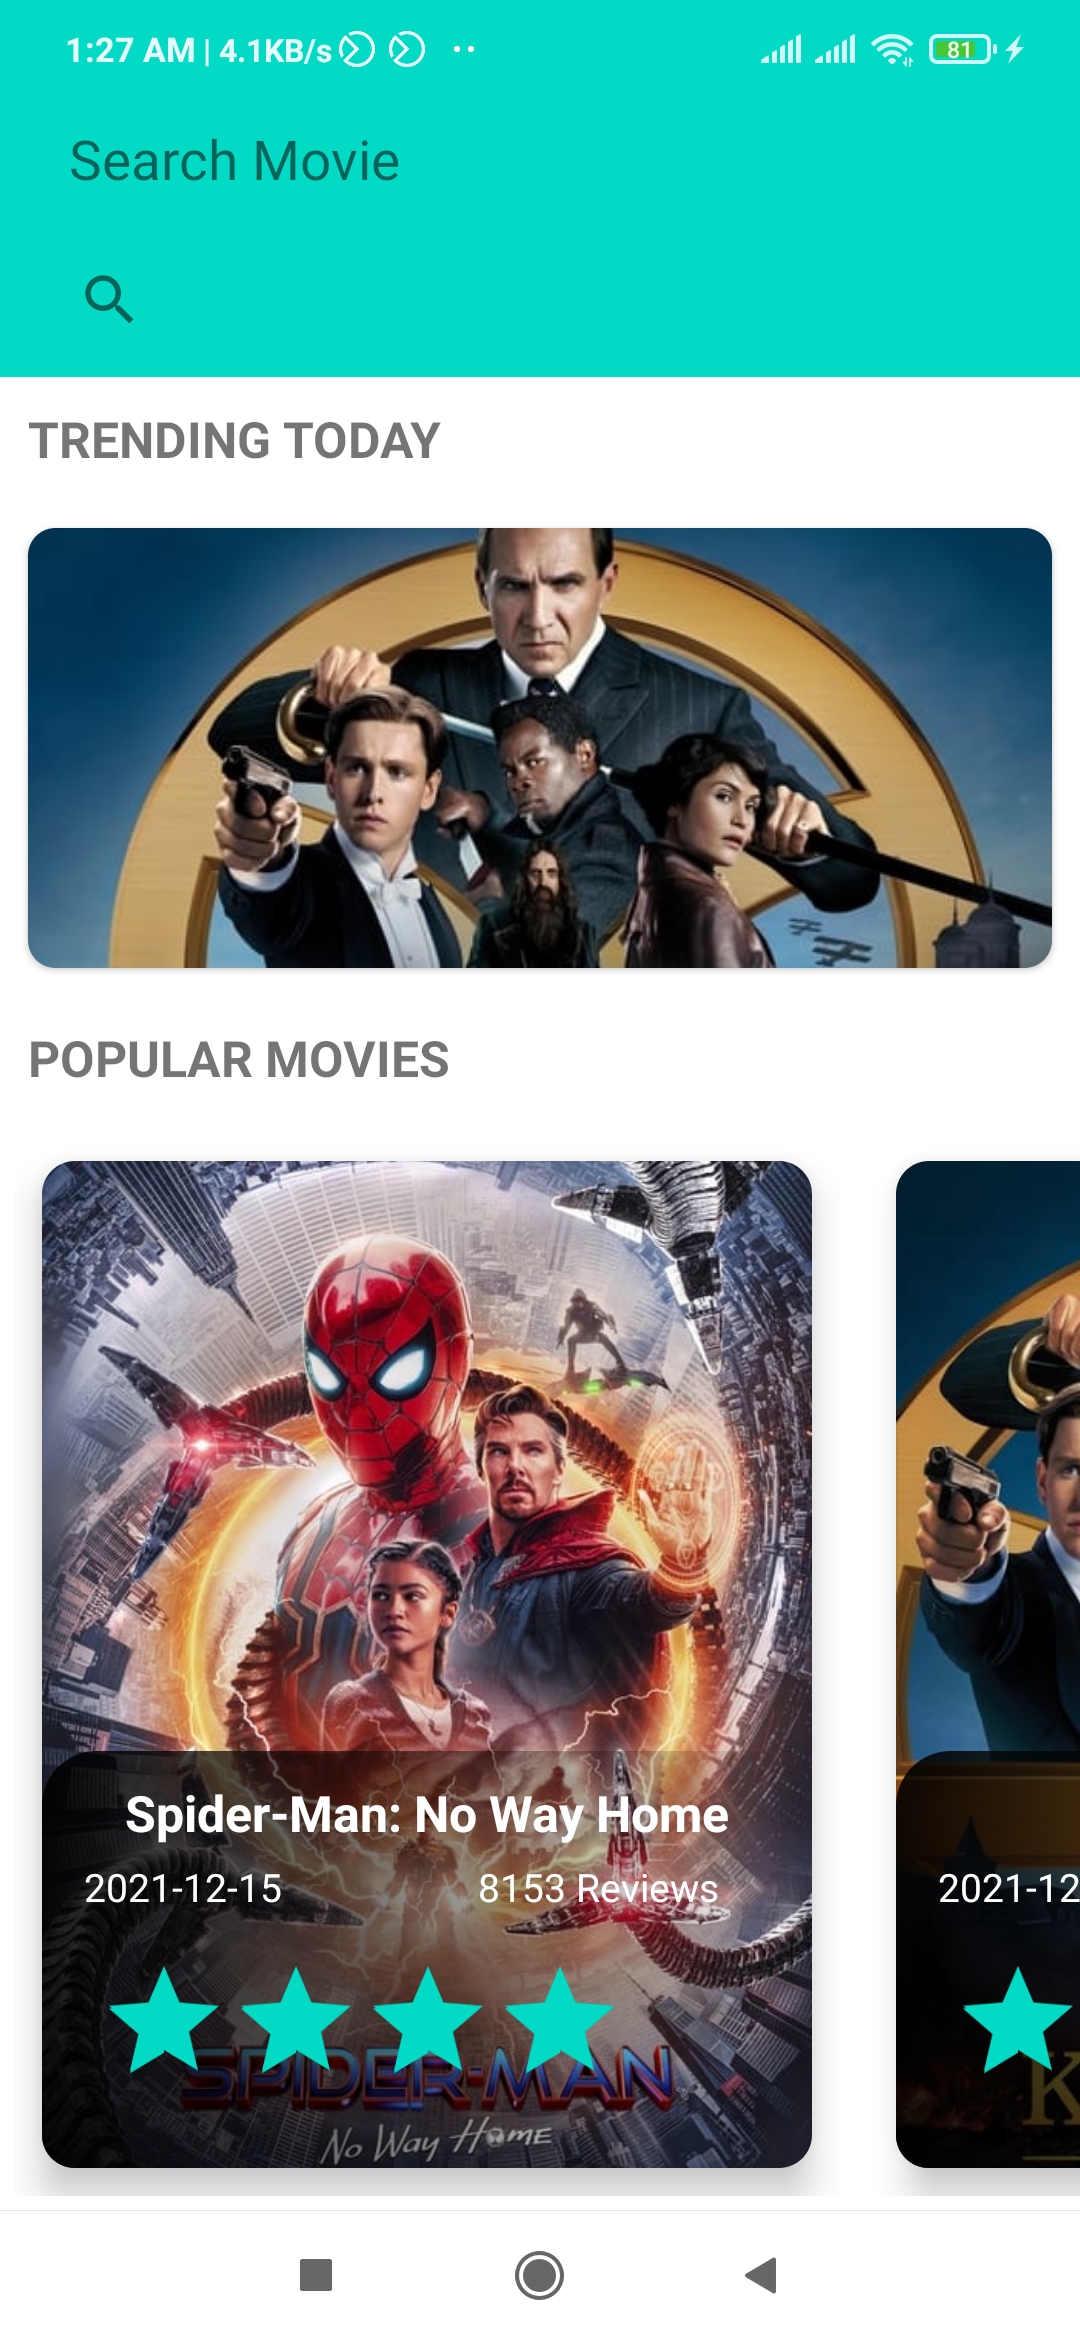 1:27 AM | 4.1KB/s
81
Search Movie
TRENDING TODAY
POPULAR MOVIES
Spider-Man: No Way Home
2021-12-15
8153 Reviews
2021-12
SPIDER-MAN
No Way Home
K